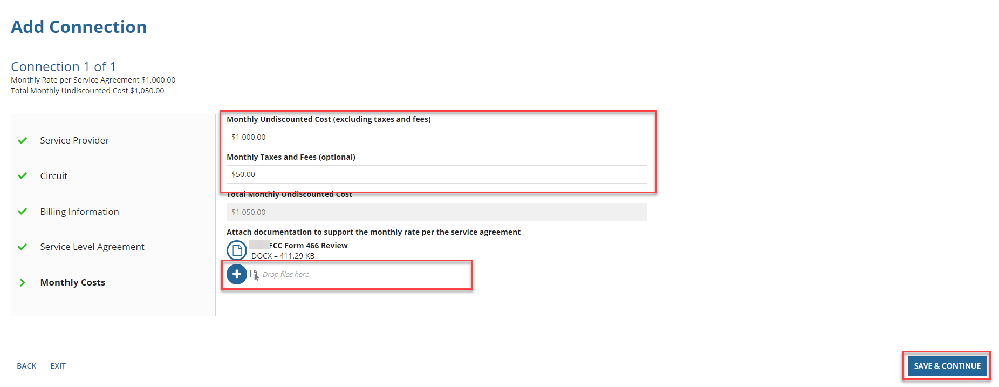 Add Connection
Connection 1 of 1
Monthly Rate per Service Agreement $1,000.00
Total Monthly Undiscounted Cost $1,050.00
Service Provider
Circuit
Billing Information
Service Level Agreement
Monthly Costs
Monthly Undiscounted Cost (excluding taxes and fees)
$1,000.00
Monthly Taxes and Fees (optional)
$50.00
Total Monthly Undiscounted Cost
$1,050.00
Attach documentation to support the monthly rate per the service agreement
FCC Form 466 Review
DOCX – 411.29 KB
Drop files here
BACK EXIT SAVE & CONTINUE